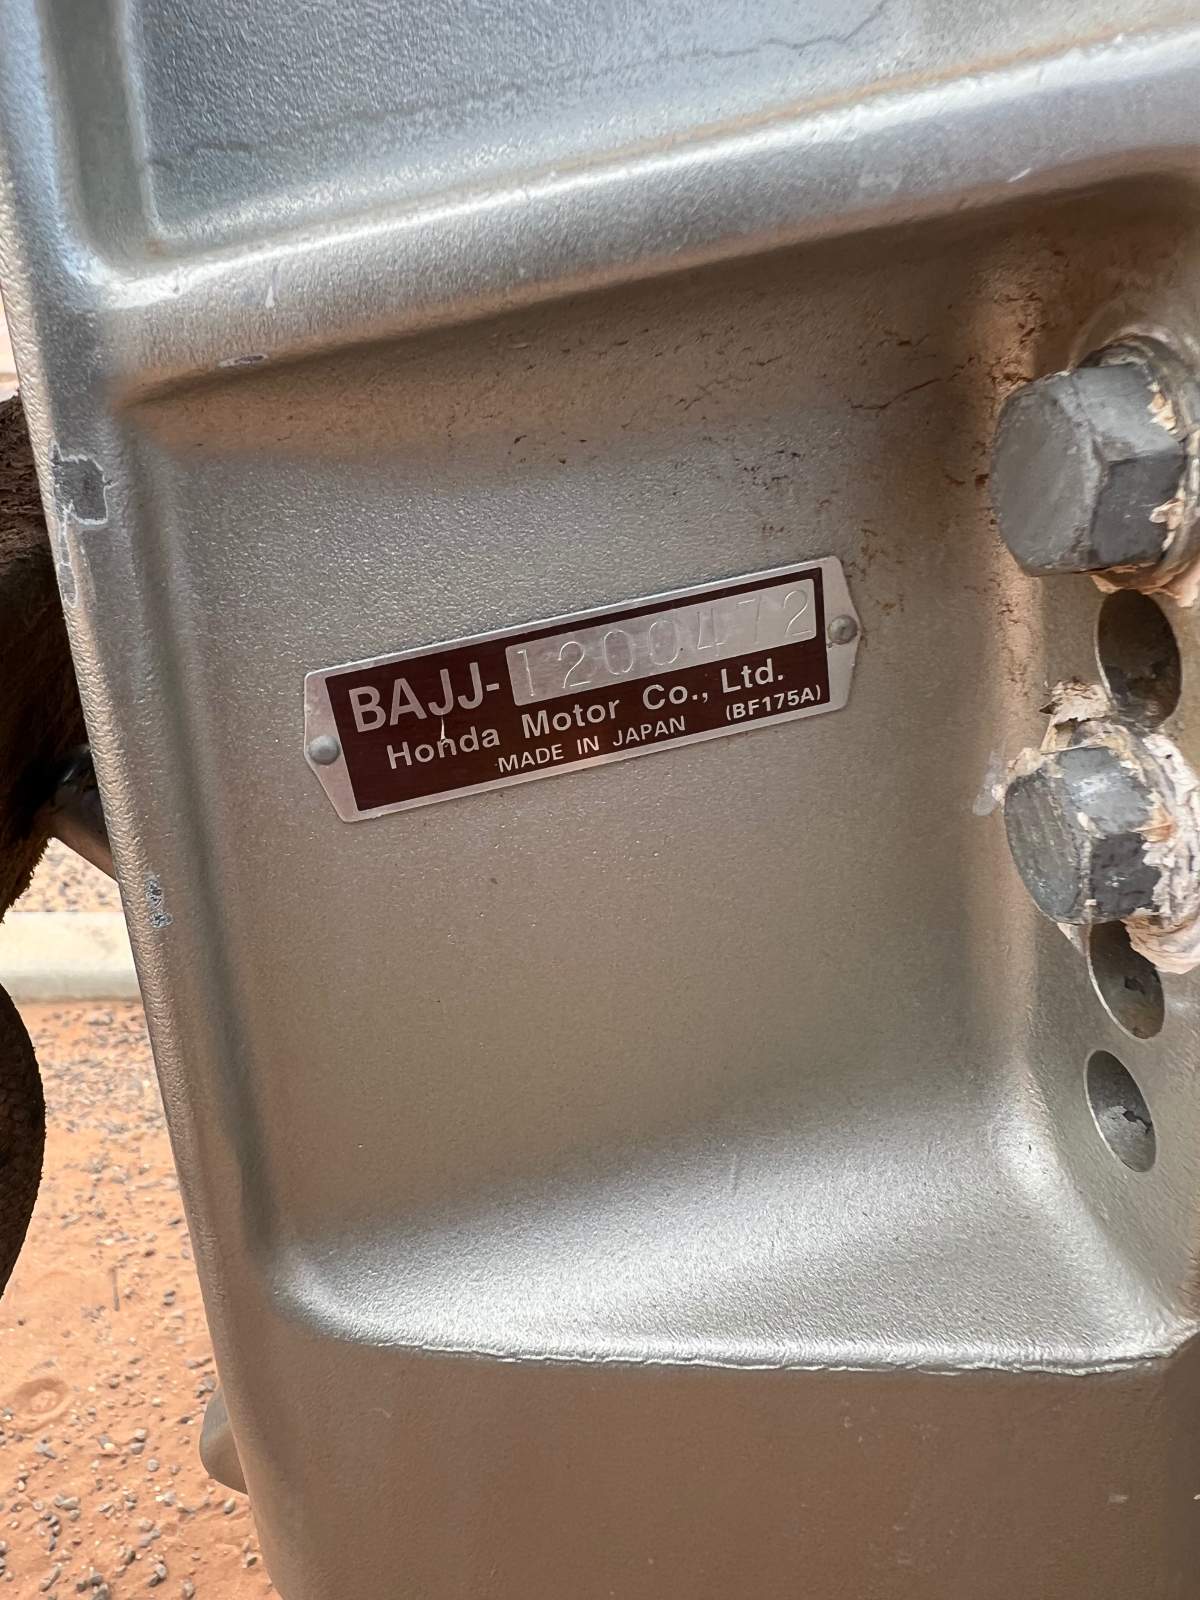 BAJJ-1200472
Honda Motor Co., Ltd.
MADE IN JAPAN (BF175A)